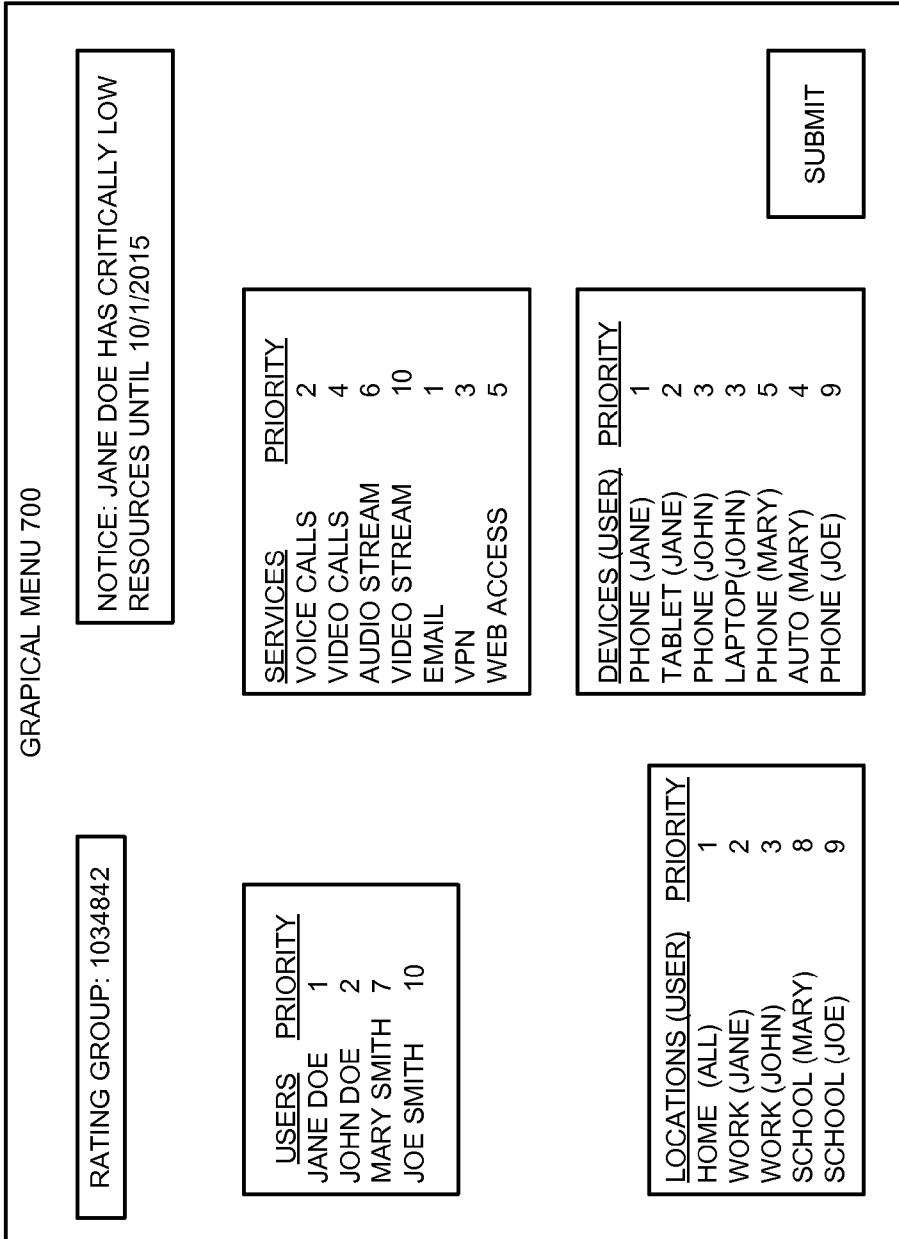 GRAPICAL MENU 700
RATING GROUP: 1034842
NOTICE: JANE DOE HAS CRITICALLY LOW
RESOURCES UNTIL 10/1/2015
USERS PRIORITY
JANE DOE 1
JOHN DOE 2
MARY SMITH 7
JOE SMITH 10
SERVICES PRIORITY
VOICE CALLS 2
VIDEO CALLS 4
AUDIO STREAM 6
VIDEO STREAM 10
EMAIL 1
VPN 3
WEB ACCESS 5
LOCATIONS (USER) PRIORITY
HOME (ALL) 1
WORK (JANE) 2
WORK (JOHN) 3
SCHOOL (MARY) 8
SCHOOL (JOE) 9
DEVICES (USER) PRIORITY
PHONE (JANE) 1
TABLET (JANE) 2
PHONE (JOHN) 3
LAPTOP(JOHN) 3
PHONE (MARY) 5
AUTO (MARY) 4
PHONE (JOE) 9
SUBMIT